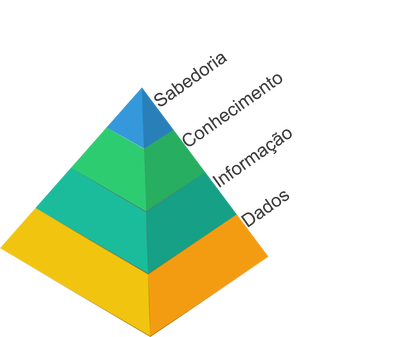 Sabedoria
Conhecimento
Informação
Dados